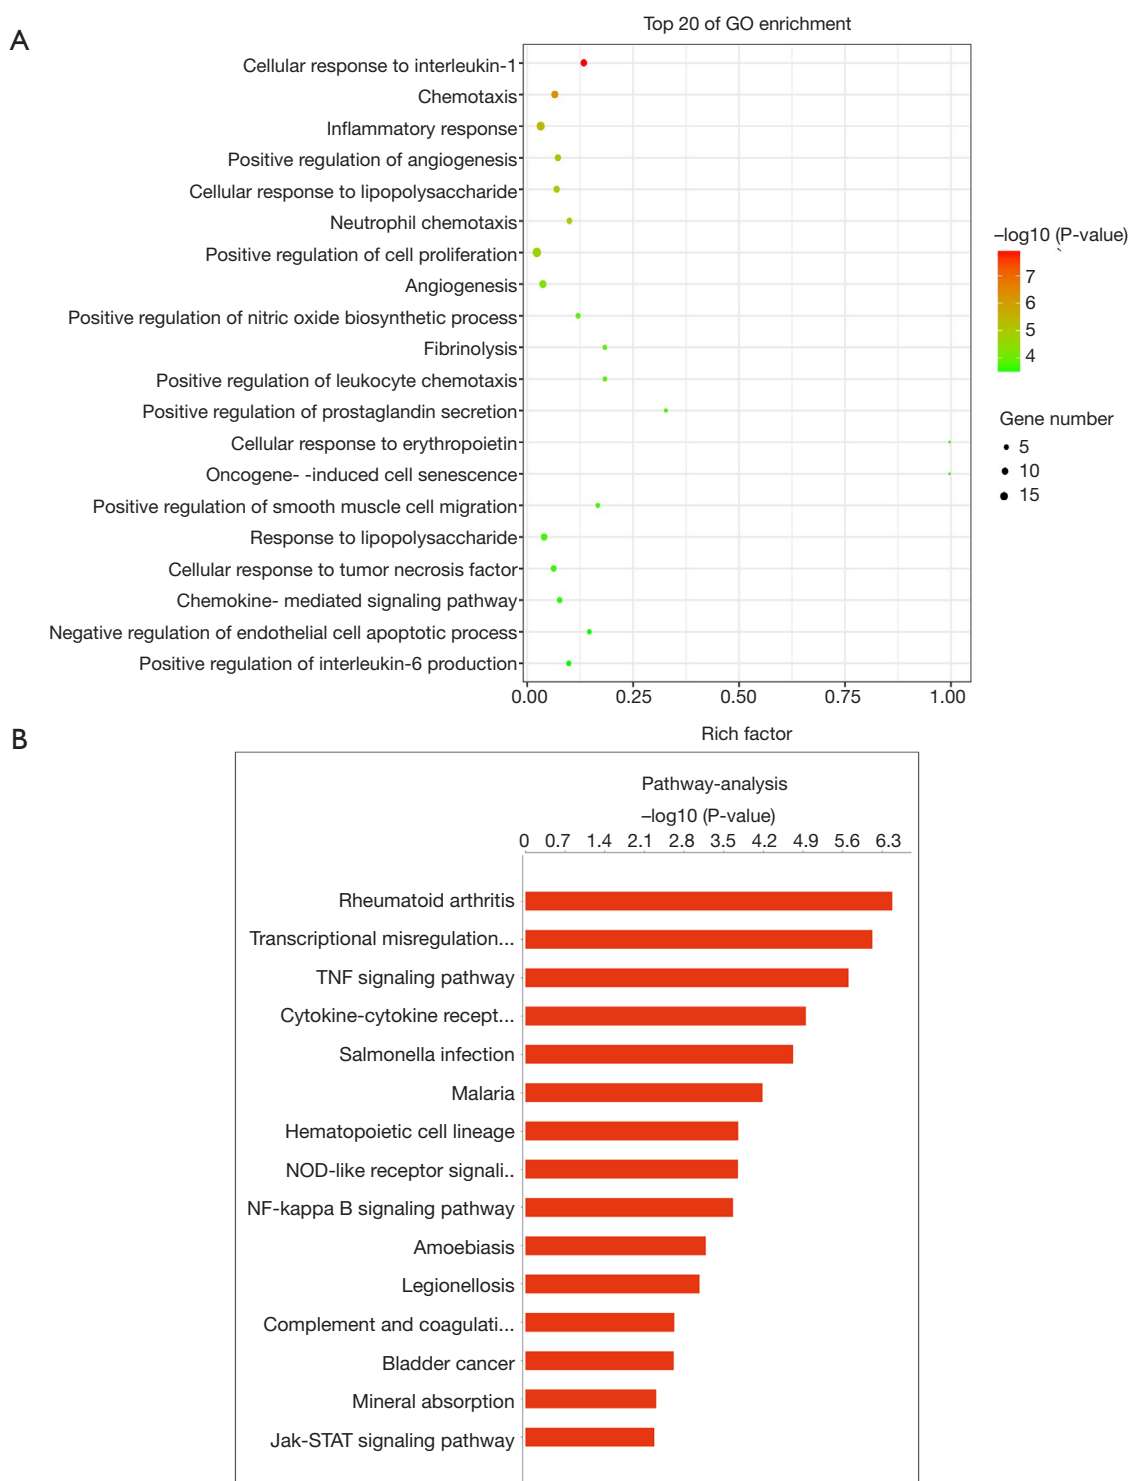 A
Top 20 of GO enrichment
Cellular response to interleukin-1
Chemotaxis
Inflammatory response
Positive regulation of angiogenesis
Cellular response to lipopolysaccharide
Neutrophil chemotaxis
Positive regulation of cell proliferation
Angiogenesis
Positive regulation of nitric oxide biosynthetic process
Fibrinolysis
Positive regulation of leukocyte chemotaxis
Positive regulation of prostaglandin secretion
Cellular response to erythropoietin
Oncogene- -induced cell senescence
Positive regulation of smooth muscle cell migration
Response to lipopolysaccharide
Cellular response to tumor necrosis factor
Chemokine- mediated signaling pathway
Negative regulation of endothelial cell apoptotic process
Positive regulation of interleukin-6 production
0.00 0.25 0.50 0.75 1.00
Rich factor
–log10 (P-value)
7
6
5
4
Gene number
5
10
15
B
Pathway-analysis
–log10 (P-value)
0 0.7 1.4 2.1 2.8 3.5 4.2 4.9 5.6 6.3
Rheumatoid arthritis
Transcriptional misregulation...
TNF signaling pathway
Cytokine-cytokine recept...
Salmonella infection
Malaria
Hematopoietic cell lineage
NOD-like receptor signali..
NF-kappa B signaling pathway
Amoebiasis
Legionellosis
Complement and coagulati...
Bladder cancer
Mineral absorption
Jak-STAT signaling pathway